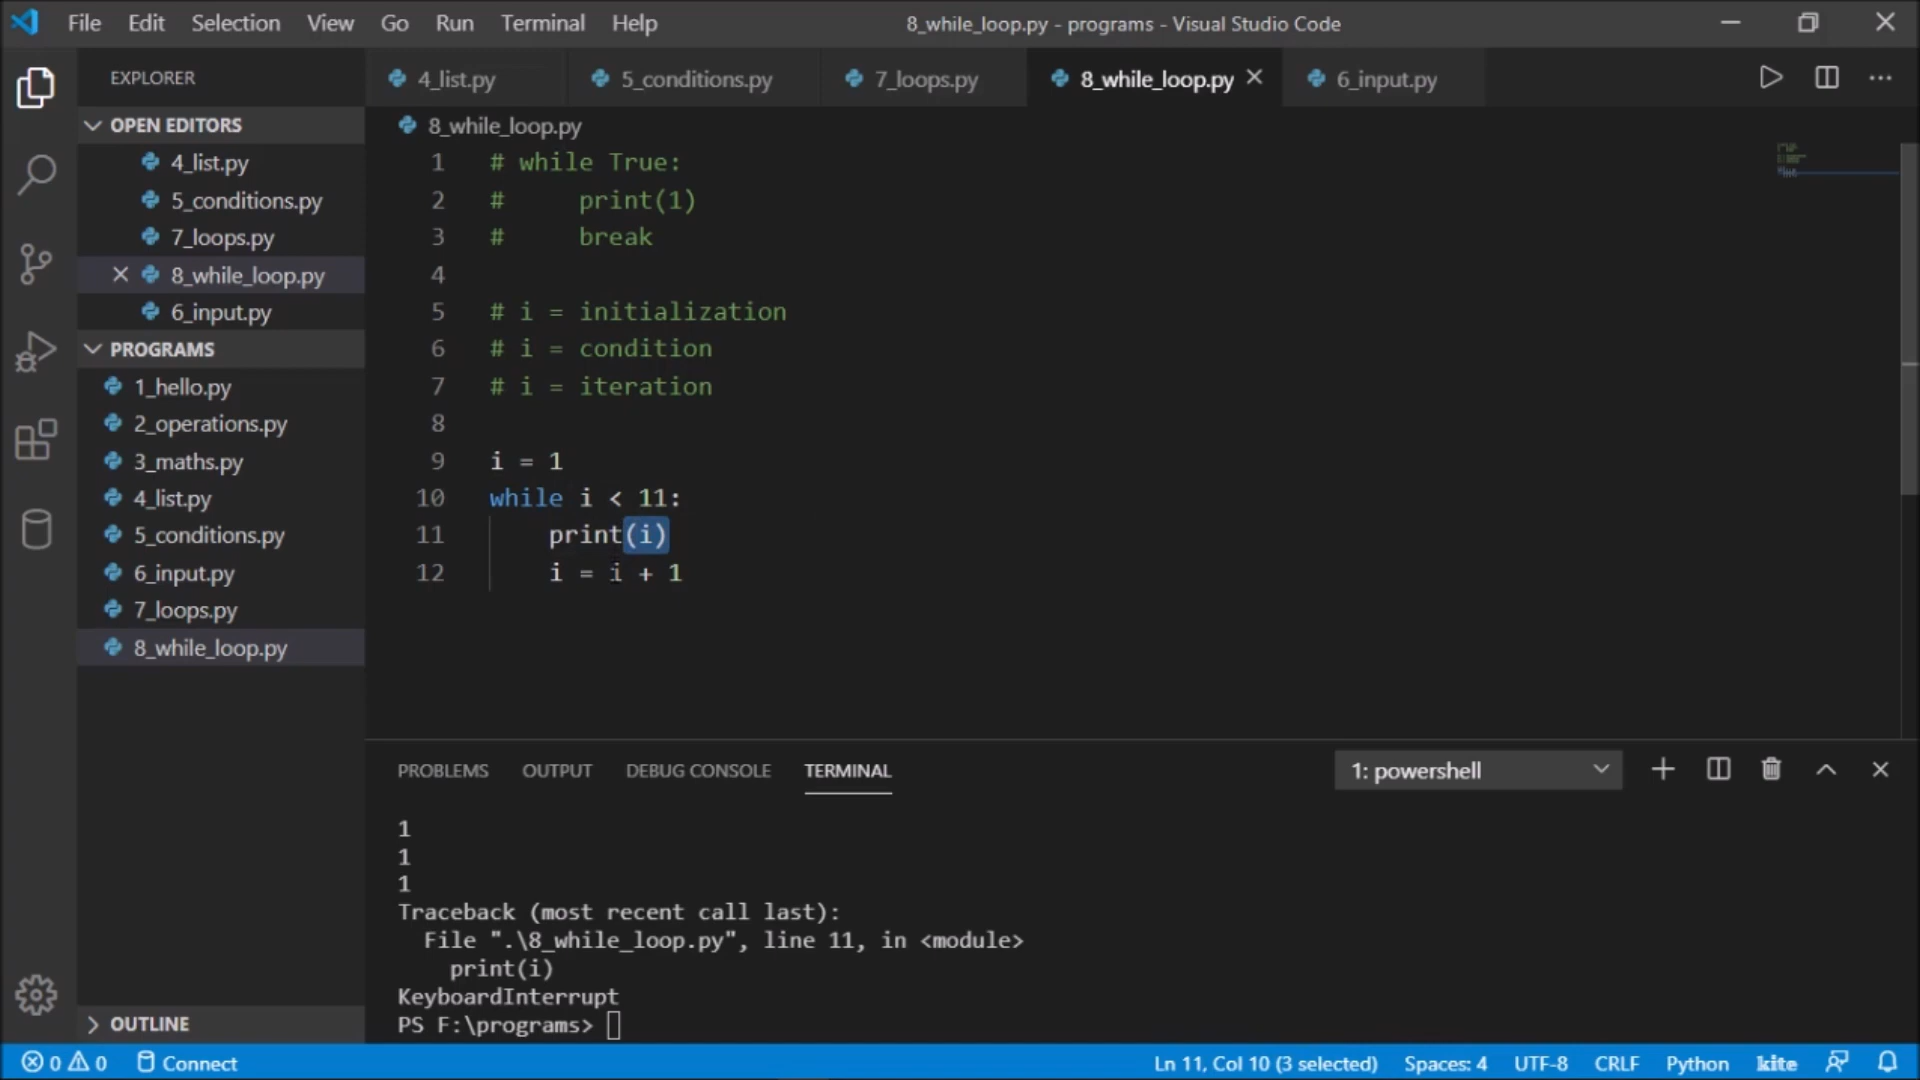 File Edit Selection View Go Run Terminal Help 8_while_loop.py - programs - Visual Studio Code
EXPLORER
4_list.py 5_conditions.py 7_loops.py 8_while_loop.py 6_input.py
OPEN EDITORS
4_list.py
5_conditions.py
7_loops.py
8_while_loop.py
6_input.py
PROGRAMS
1_hello.py
2_operations.py
3_maths.py
4_list.py
5_conditions.py
6_input.py
7_loops.py
8_while_loop.py
OUTLINE
8_while_loop.py
1 # while True:
2 #     print(1)
3 #     break
4
5 # i = initialization
6 # i = condition
7 # i = iteration
8
9 i = 1
10 while i < 11:
11     print(i)
12     i = i + 1
PROBLEMS OUTPUT DEBUG CONSOLE TERMINAL 1: powershell
1
1
1
Traceback (most recent call last):
  File ".\8_while_loop.py", line 11, in <module>
    print(i)
KeyboardInterrupt
PS F:\programs>
0 0 Connect Ln 11, Col 10 (3 selected) Spaces: 4 UTF-8 CRLF Python kite